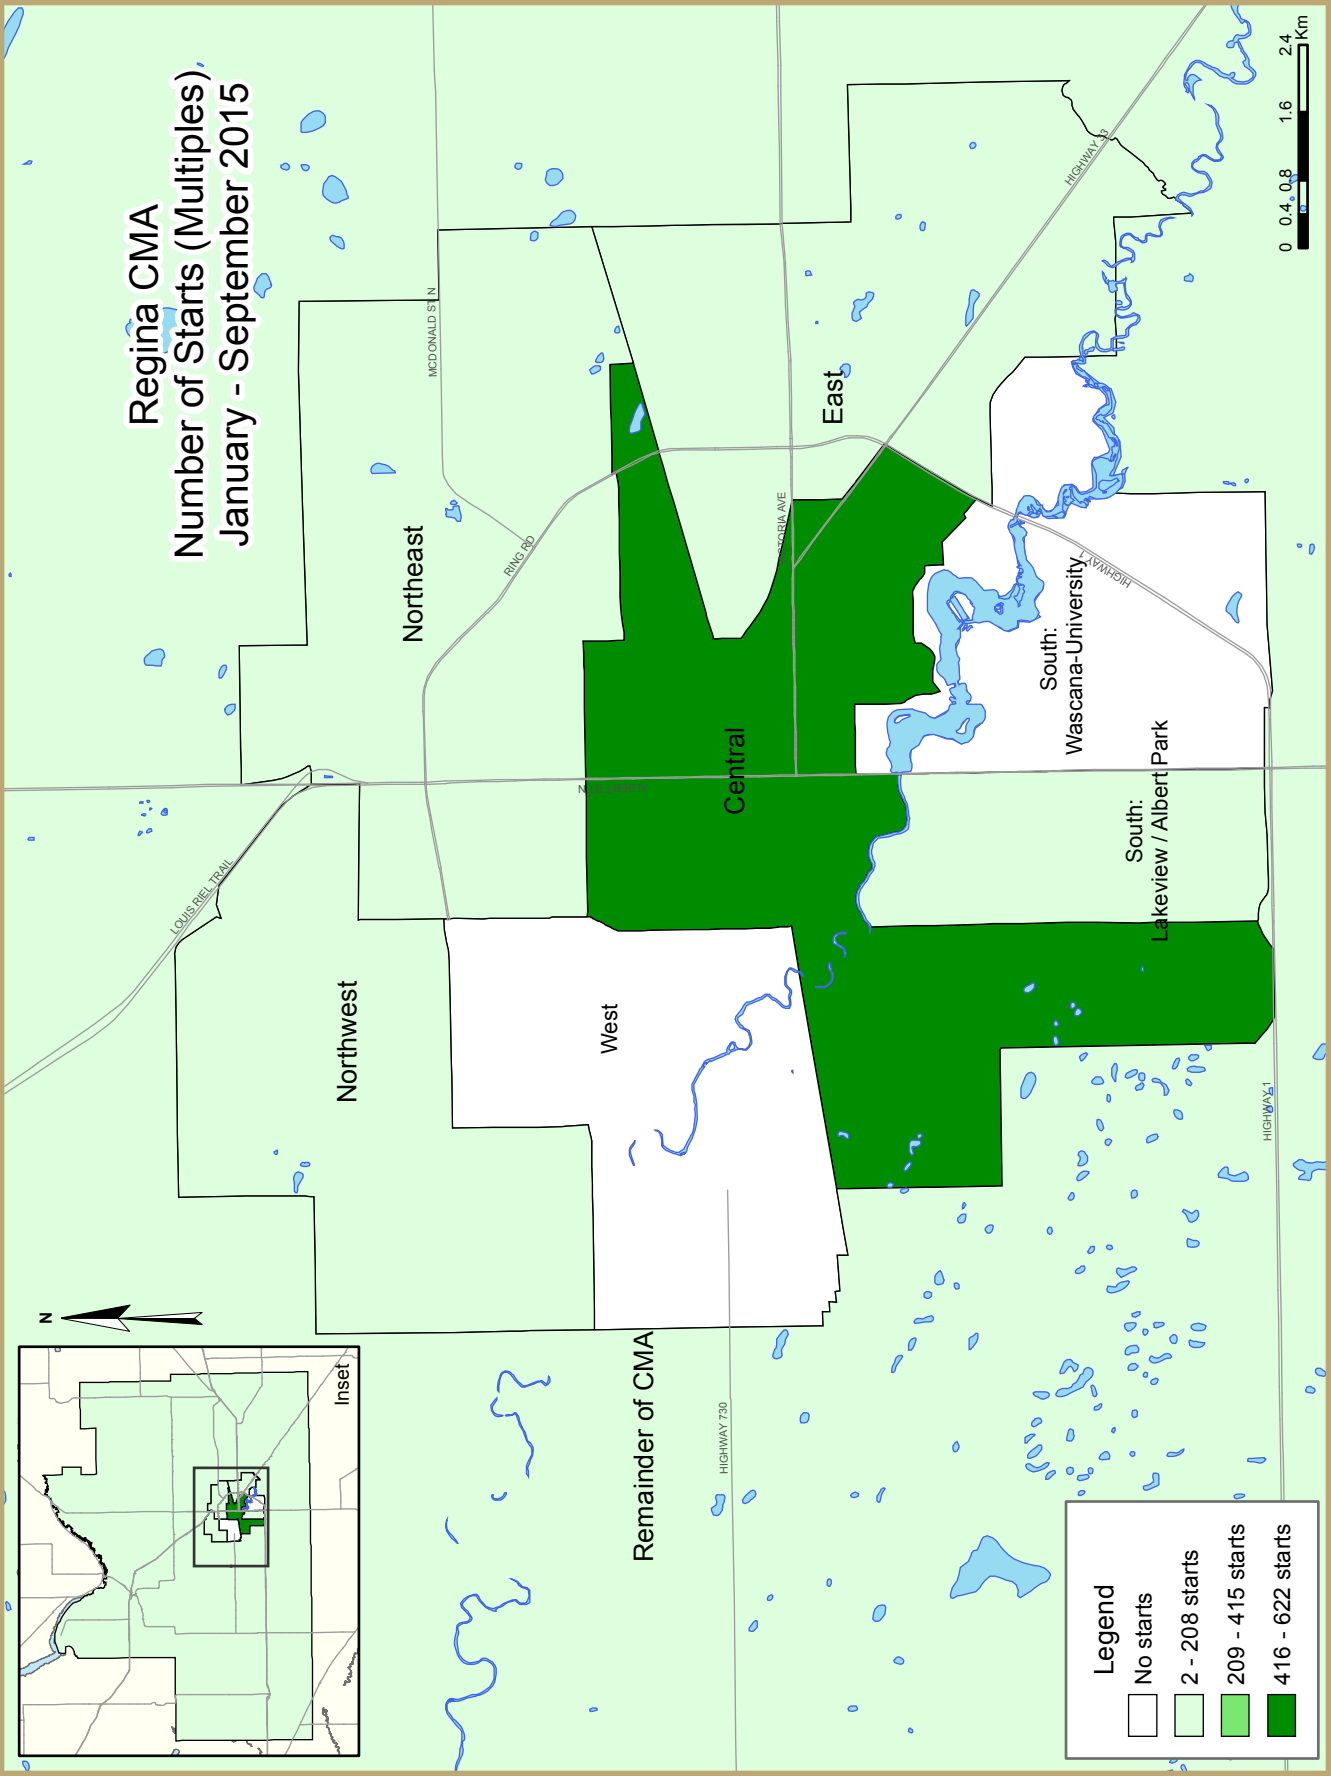 Regina CMA
Number of Starts (Multiples)
January - September 2015
N
Inset
LOUIS RIEL TRAIL
MCDONALD ST N
RING RD
Northwest
Northeast
West
Central
East
TORIA AVE
HIGHWAY 33
South:
Wascana-University
HIGHWAY 1
South:
Lakeview / Albert Park
Remainder of CMA
HIGHWAY 730
HIGHWAY 1
Legend
No starts
2 - 208 starts
209 - 415 starts
416 - 622 starts
0 0.4 0.8 1.6 2.4
Km